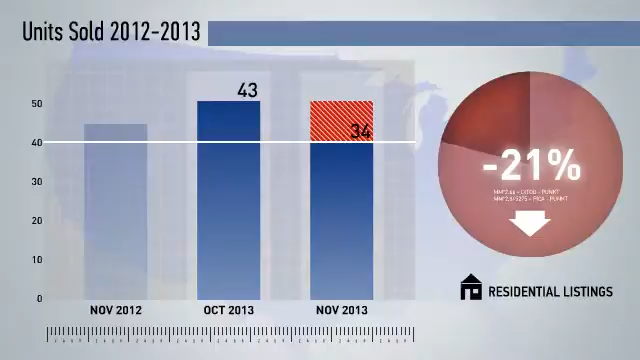 Units Sold 2012-2013
50
40
30
20
10
0
43
34
NOV 2012
OCT 2013
NOV 2013
-21%
RESIDENTIAL LISTINGS